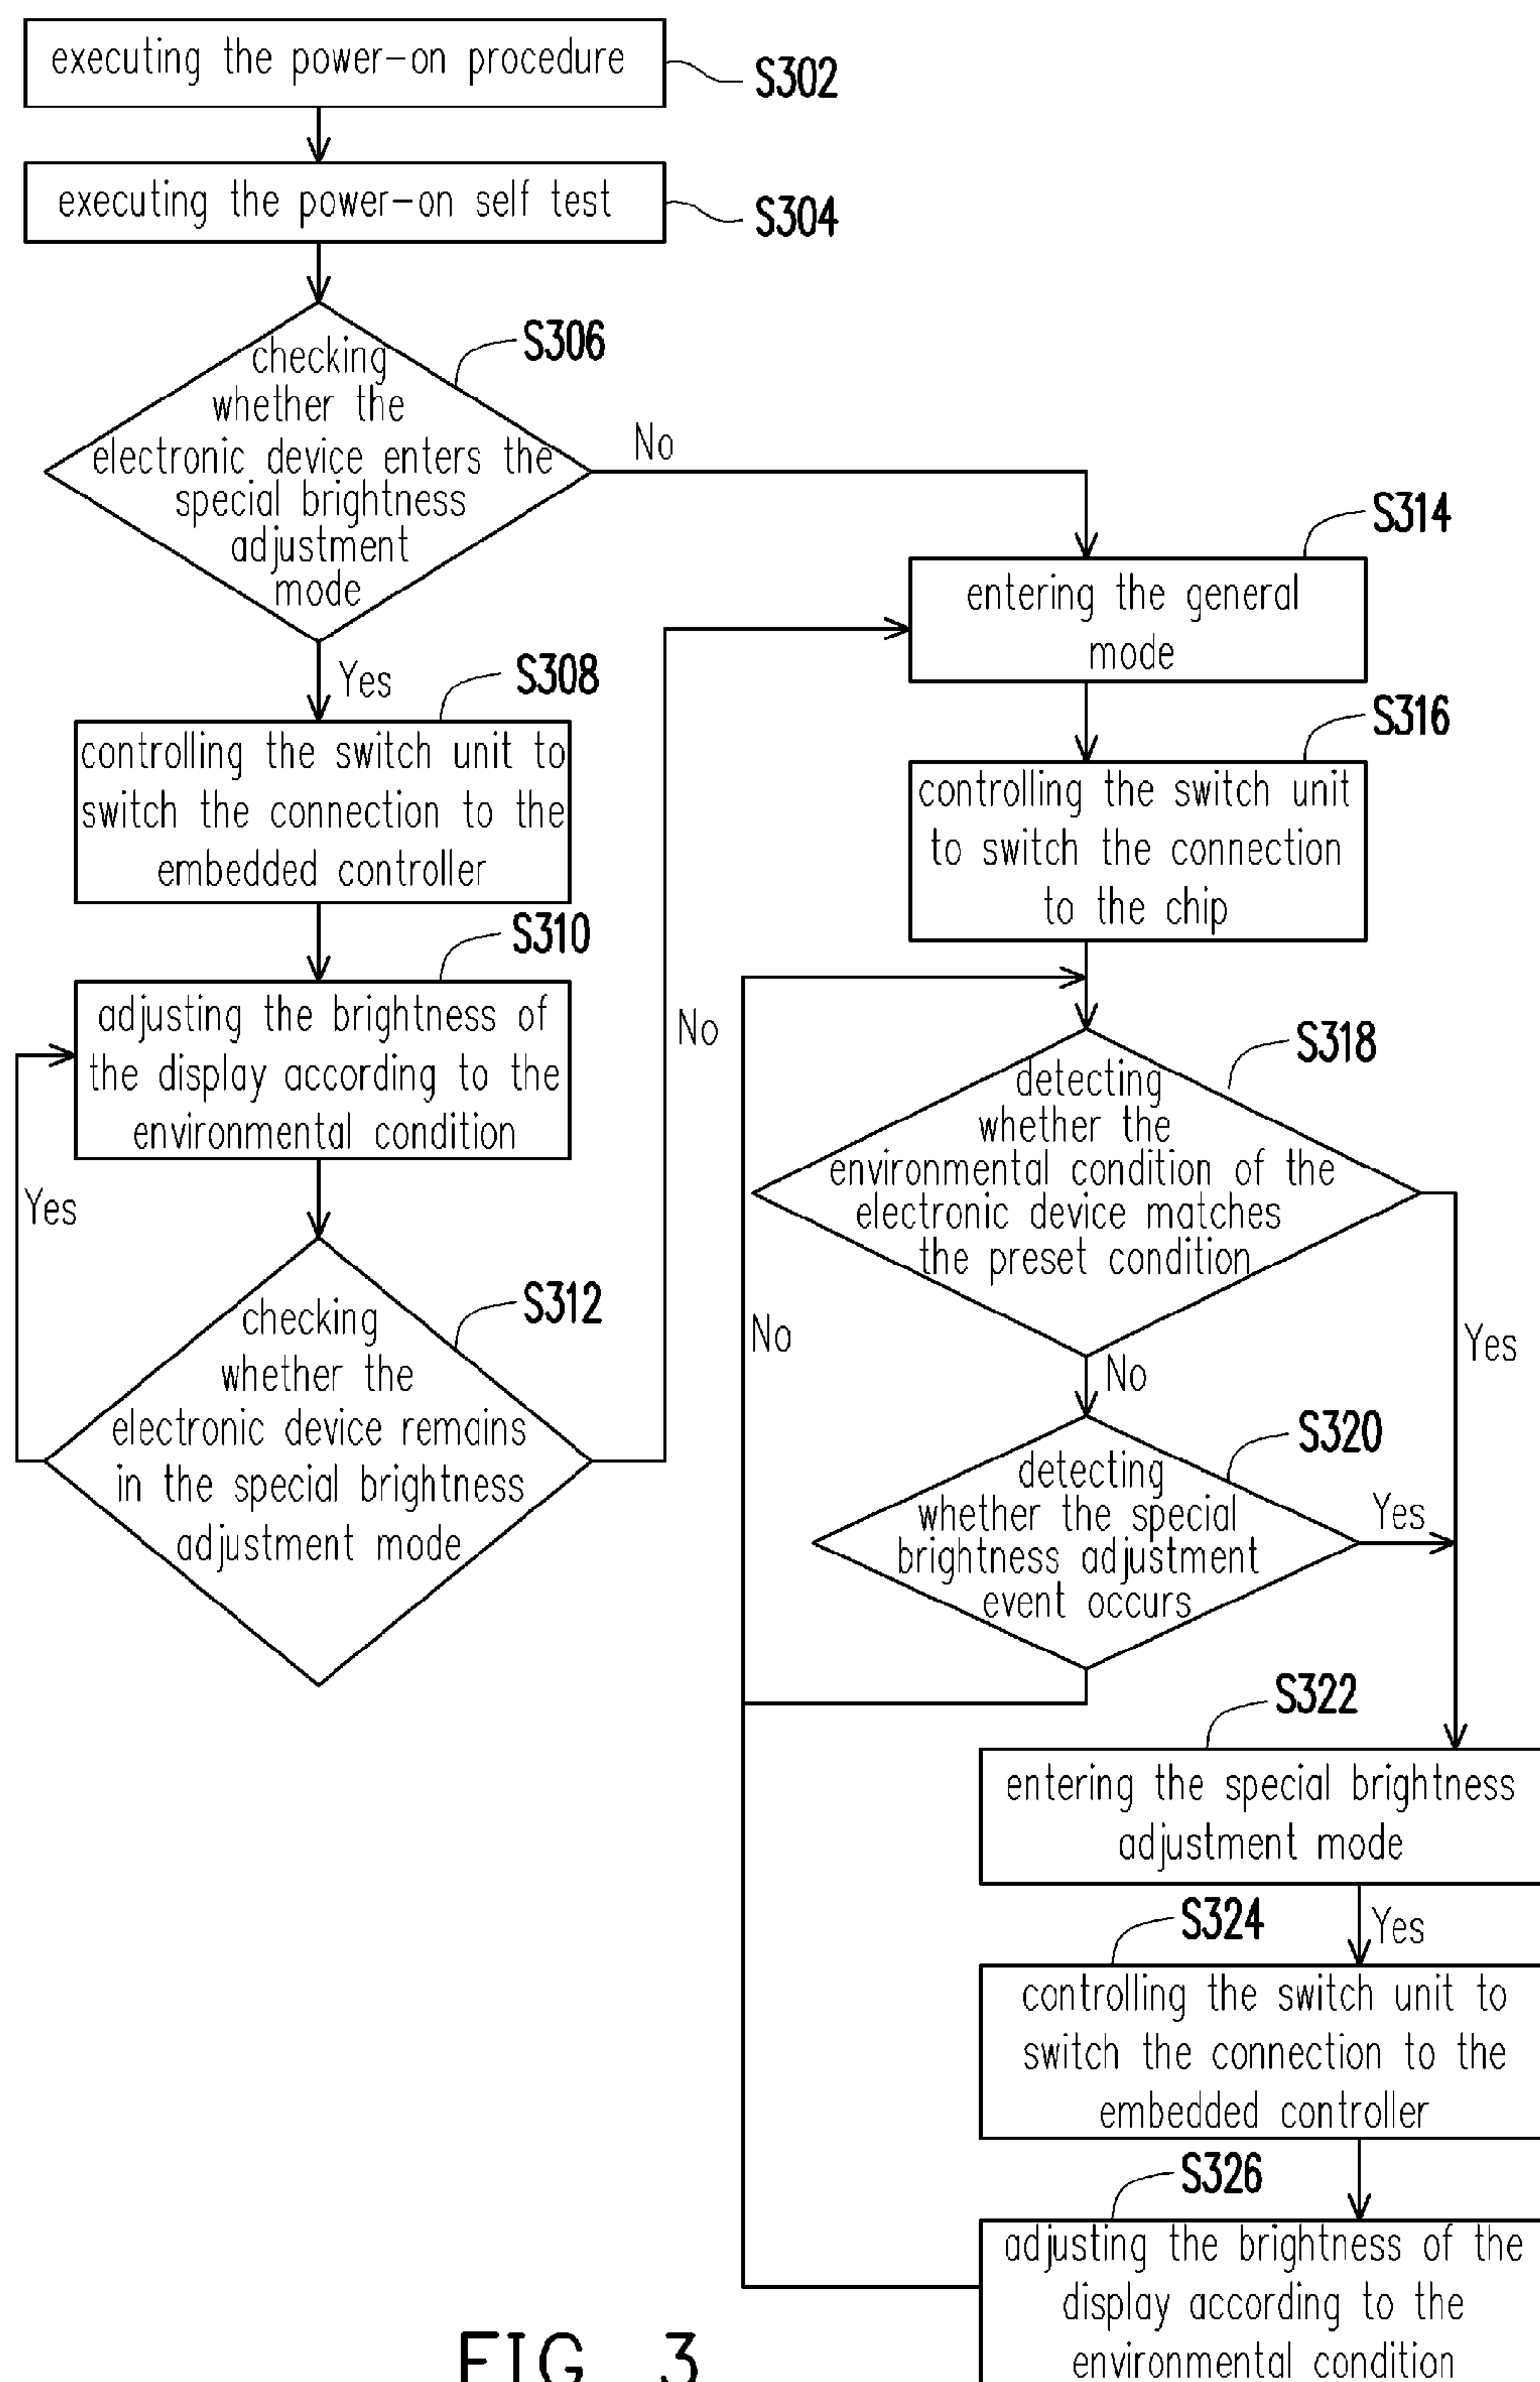 executing the power-on procedure
S302
executing the power-on self test
S304
checking
whether the
electronic device enters the
special brightness
adjustment
mode
S306
No
Yes
S308
controlling the switch unit to
switch the connection to the
embedded controller
S310
adjusting the brightness of
the display according to the
environmental condition
Yes
S312
checking
whether the
electronic device remains
in the special brightness
adjustment mode
No
S314
entering the general
mode
S316
controlling the switch unit
to switch the connection
to the chip
S318
detecting
whether the
environmental condition of the
electronic device matches
the preset condition
No
Yes
No
S320
detecting
whether the special
brightness adjustment
event occurs
Yes
S322
entering the special brightness
adjustment mode
Yes
S324
controlling the switch unit to
switch the connection to the
embedded controller
S326
adjusting the brightness of the
display according to the
environmental condition
FIG. 3